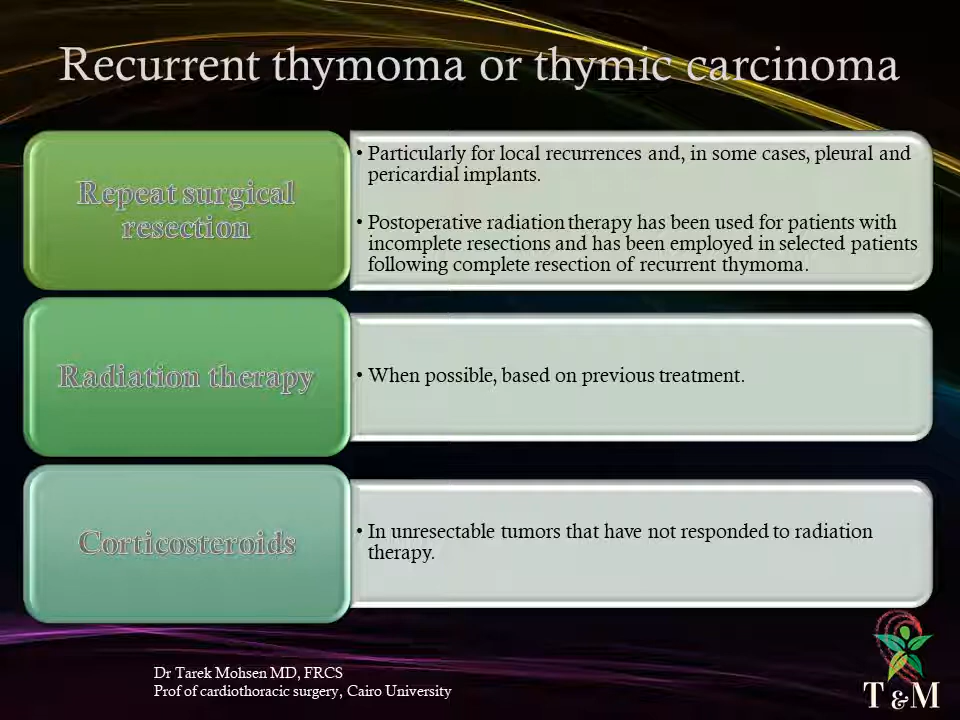 Recurrent thymoma or thymic carcinoma
Repeat surgical
resection
• Particularly for local recurrences and, in some cases, pleural and
pericardial implants.
• Postoperative radiation therapy has been used for patients with
incomplete resections and has been employed in selected patients
following complete resection of recurrent thymoma.
Radiation therapy
• When possible, based on previous treatment.
Corticosteroids
• In unresectable tumors that have not responded to radiation
therapy.
Dr Tarek Mohsen MD, FRCS
Prof of cardiothoracic surgery, Cairo University
T & M